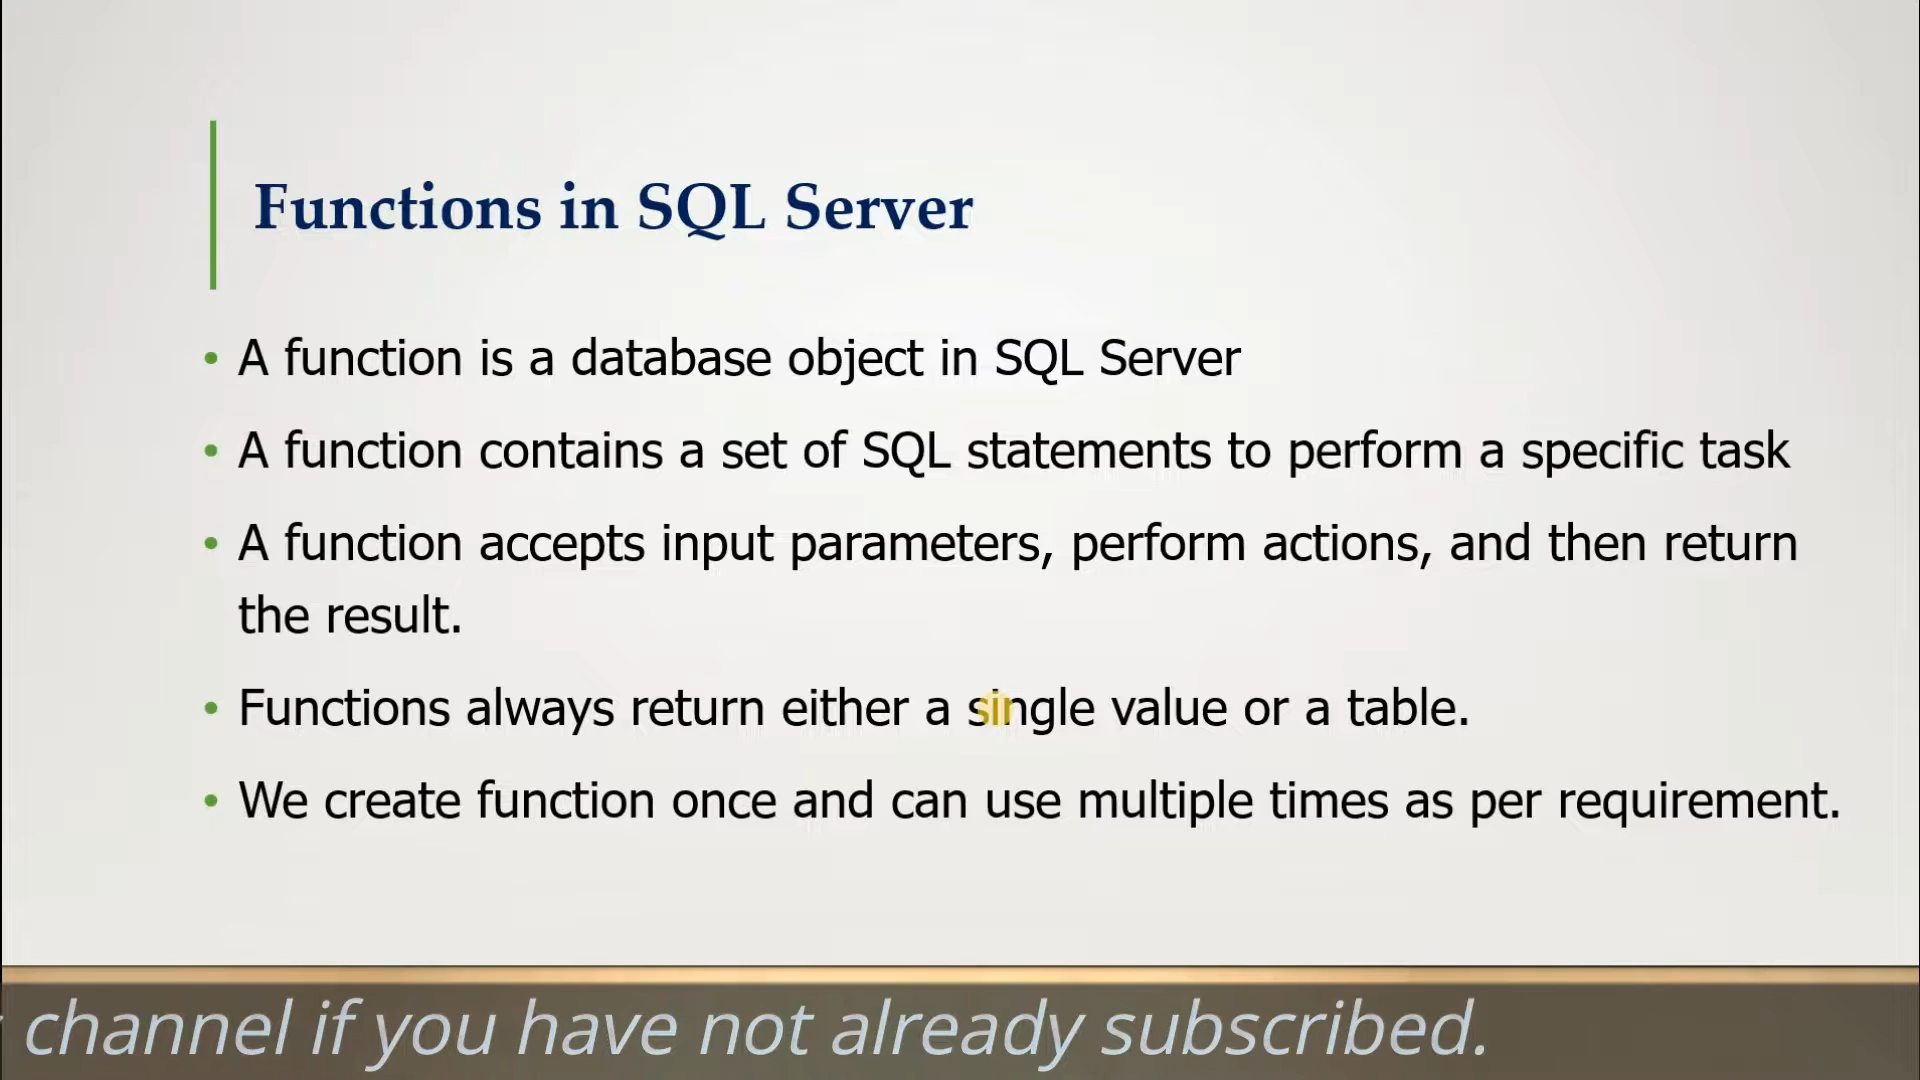 Functions in SQL Server
• A function is a database object in SQL Server
• A function contains a set of SQL statements to perform a specific task
• A function accepts input parameters, perform actions, and then return
the result.
• Functions always return either a single value or a table.
• We create function once and can use multiple times as per requirement.
channel if you have not already subscribed.